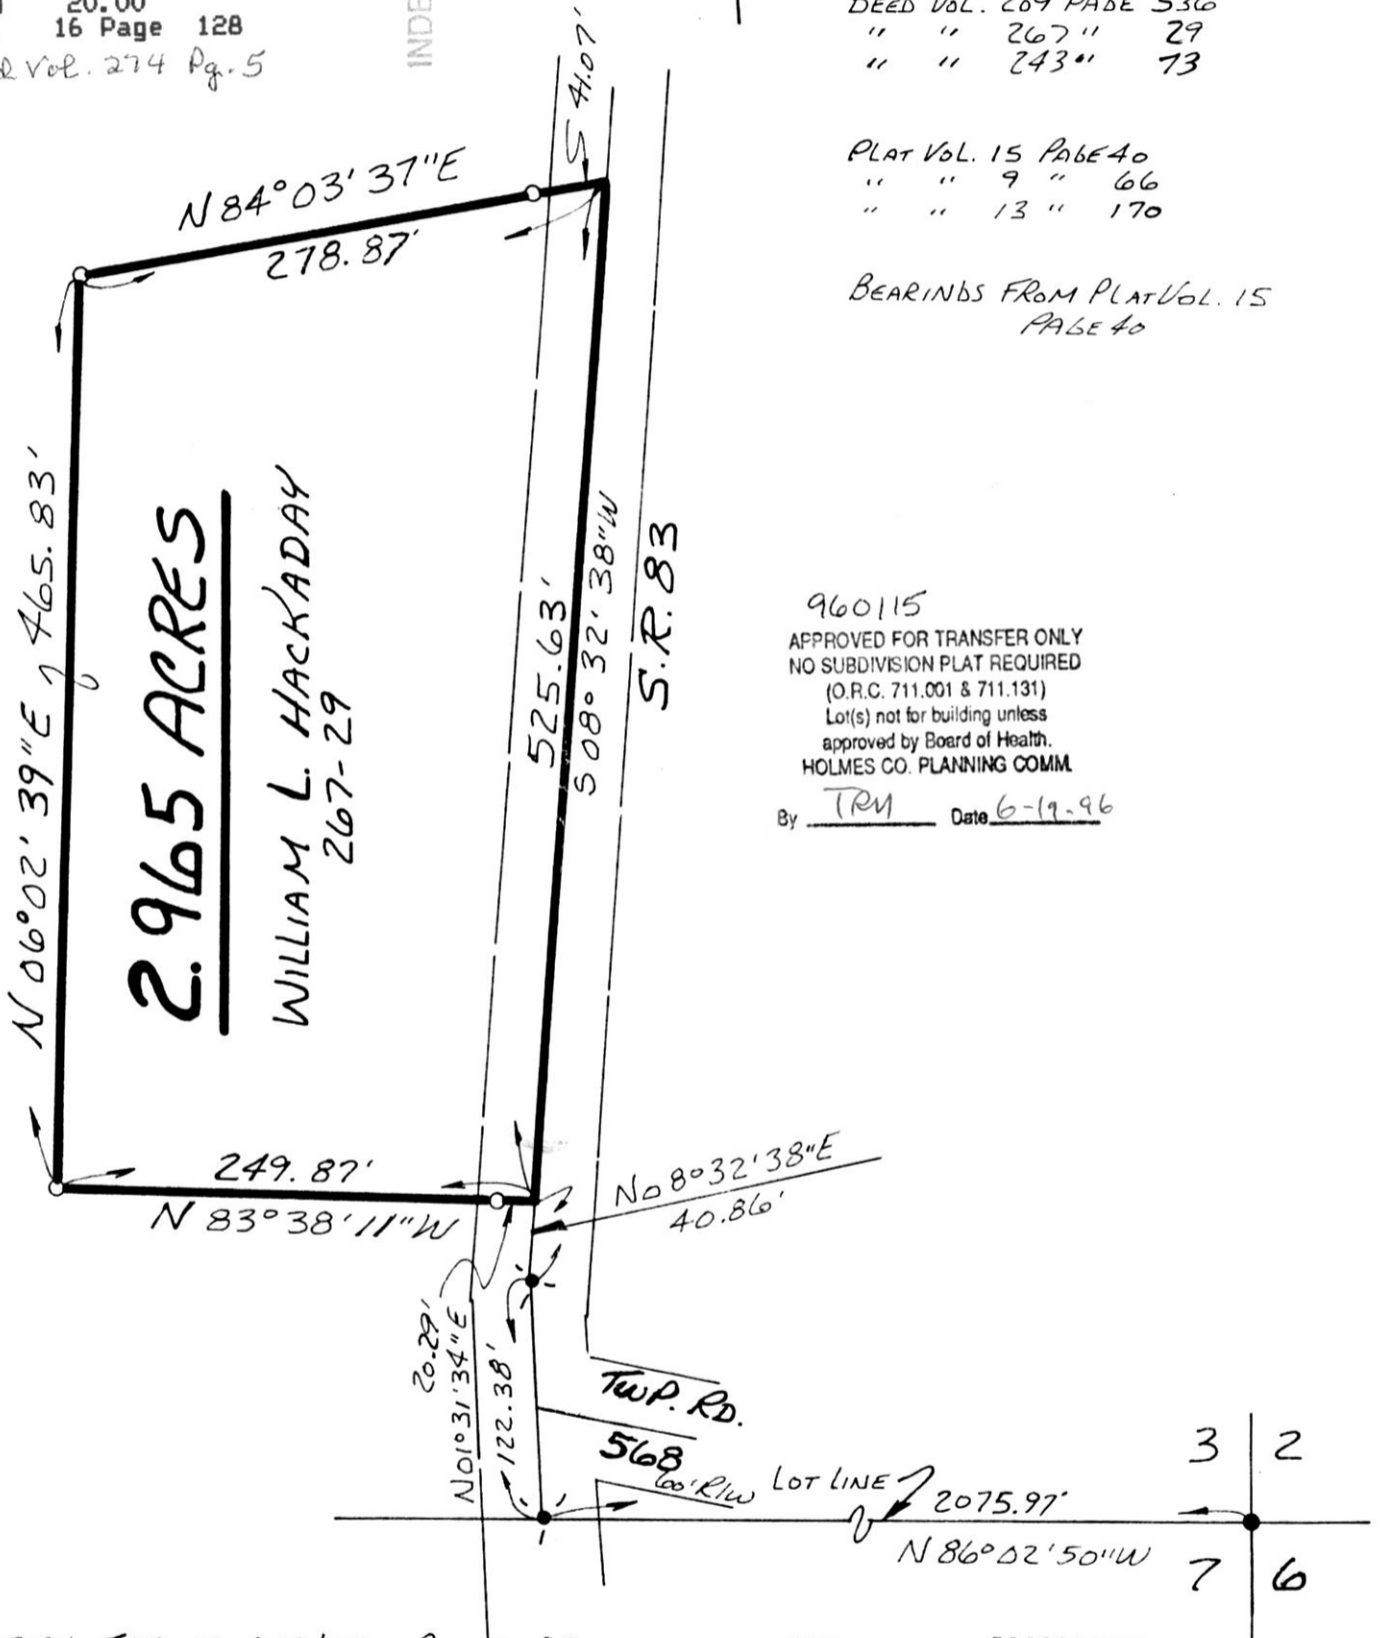 20.00
16 Page 128
Vol. 274 Pg. 5
DEED VOL. 209 PAGE 536
" " 267 " 29
" " 243 " 73
PLAT VOL. 15 PAGE 40
" " 9 " 66
" " 13 " 170
BEARINGS FROM PLAT VOL. 15
PAGE 40
41.07'
N 84°03'37"E
278.87'
N 06°02'39"E 465.83'
2.965 ACRES
WILLIAM L. HACKADAY
267-29
525.63'
S 08°32'38"W
S.R. 83
960115
APPROVED FOR TRANSFER ONLY
NO SUBDIVISION PLAT REQUIRED
(O.R.C. 711.001 & 711.131)
Lot(s) not for building unless
approved by Board of Health.
HOLMES CO. PLANNING COMM.
By Date 6-19-96
249.87'
N 83°38'11"W
N08°32'38"E
40.86'
20.29'
N01°31'34"E
122.38'
TWP. RD.
568
60' R/W
LOT LINE
2075.97'
N 86°02'50"W
3 2
7 6